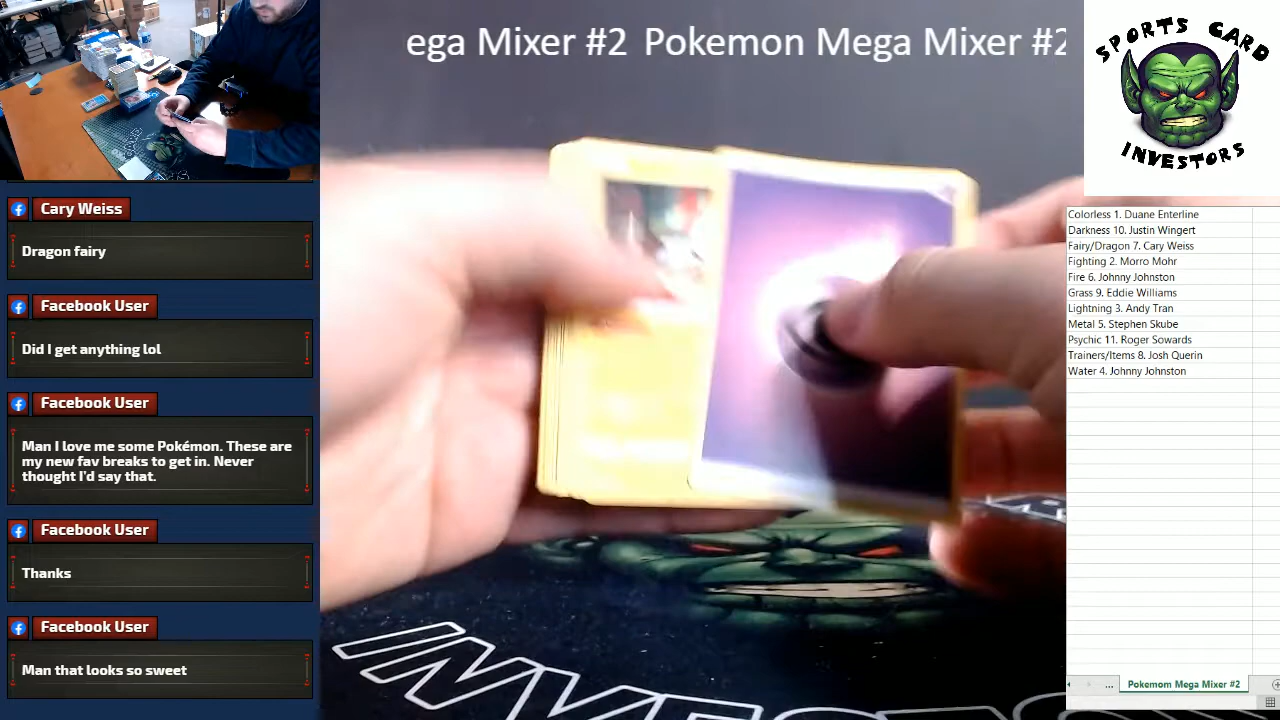 ega Mixer #2 Pokemon Mega Mixer #2
SPORTS CARD
INVESTORS
Cary Weiss
Dragon fairy
Facebook User
Did I get anything lol
Facebook User
Man I love me some Pokémon. These are
my new fav breaks to get in. Never
thought I'd say that.
Facebook User
Thanks
Facebook User
Man that looks so sweet
Colorless 1. Duane Enterline
Darkness 10. Justin Wingert
Fairy/Dragon 7. Cary Weiss
Fighting 2. Morro Mohr
Fire 6. Johnny Johnston
Grass 9. Eddie Williams
Lightning 3. Andy Tran
Metal 5. Stephen Skube
Psychic 11. Roger Sowards
Trainers/Items 8. Josh Querin
Water 4. Johnny Johnston
... Pokemom Mega Mixer #2